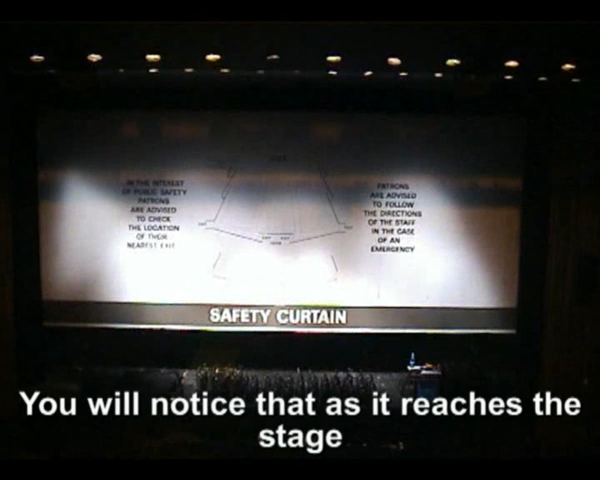 IN THE INTEREST
OF PUBLIC SAFETY
PATRONS
ARE ADVISED
TO CHECK
THE LOCATION
OF THEIR
NEAREST EXIT
PATRONS
ARE ADVISED
TO FOLLOW
THE DIRECTIONS
OF THE STAFF
IN THE CASE
OF AN
EMERGENCY
SAFETY CURTAIN
You will notice that as it reaches the
stage